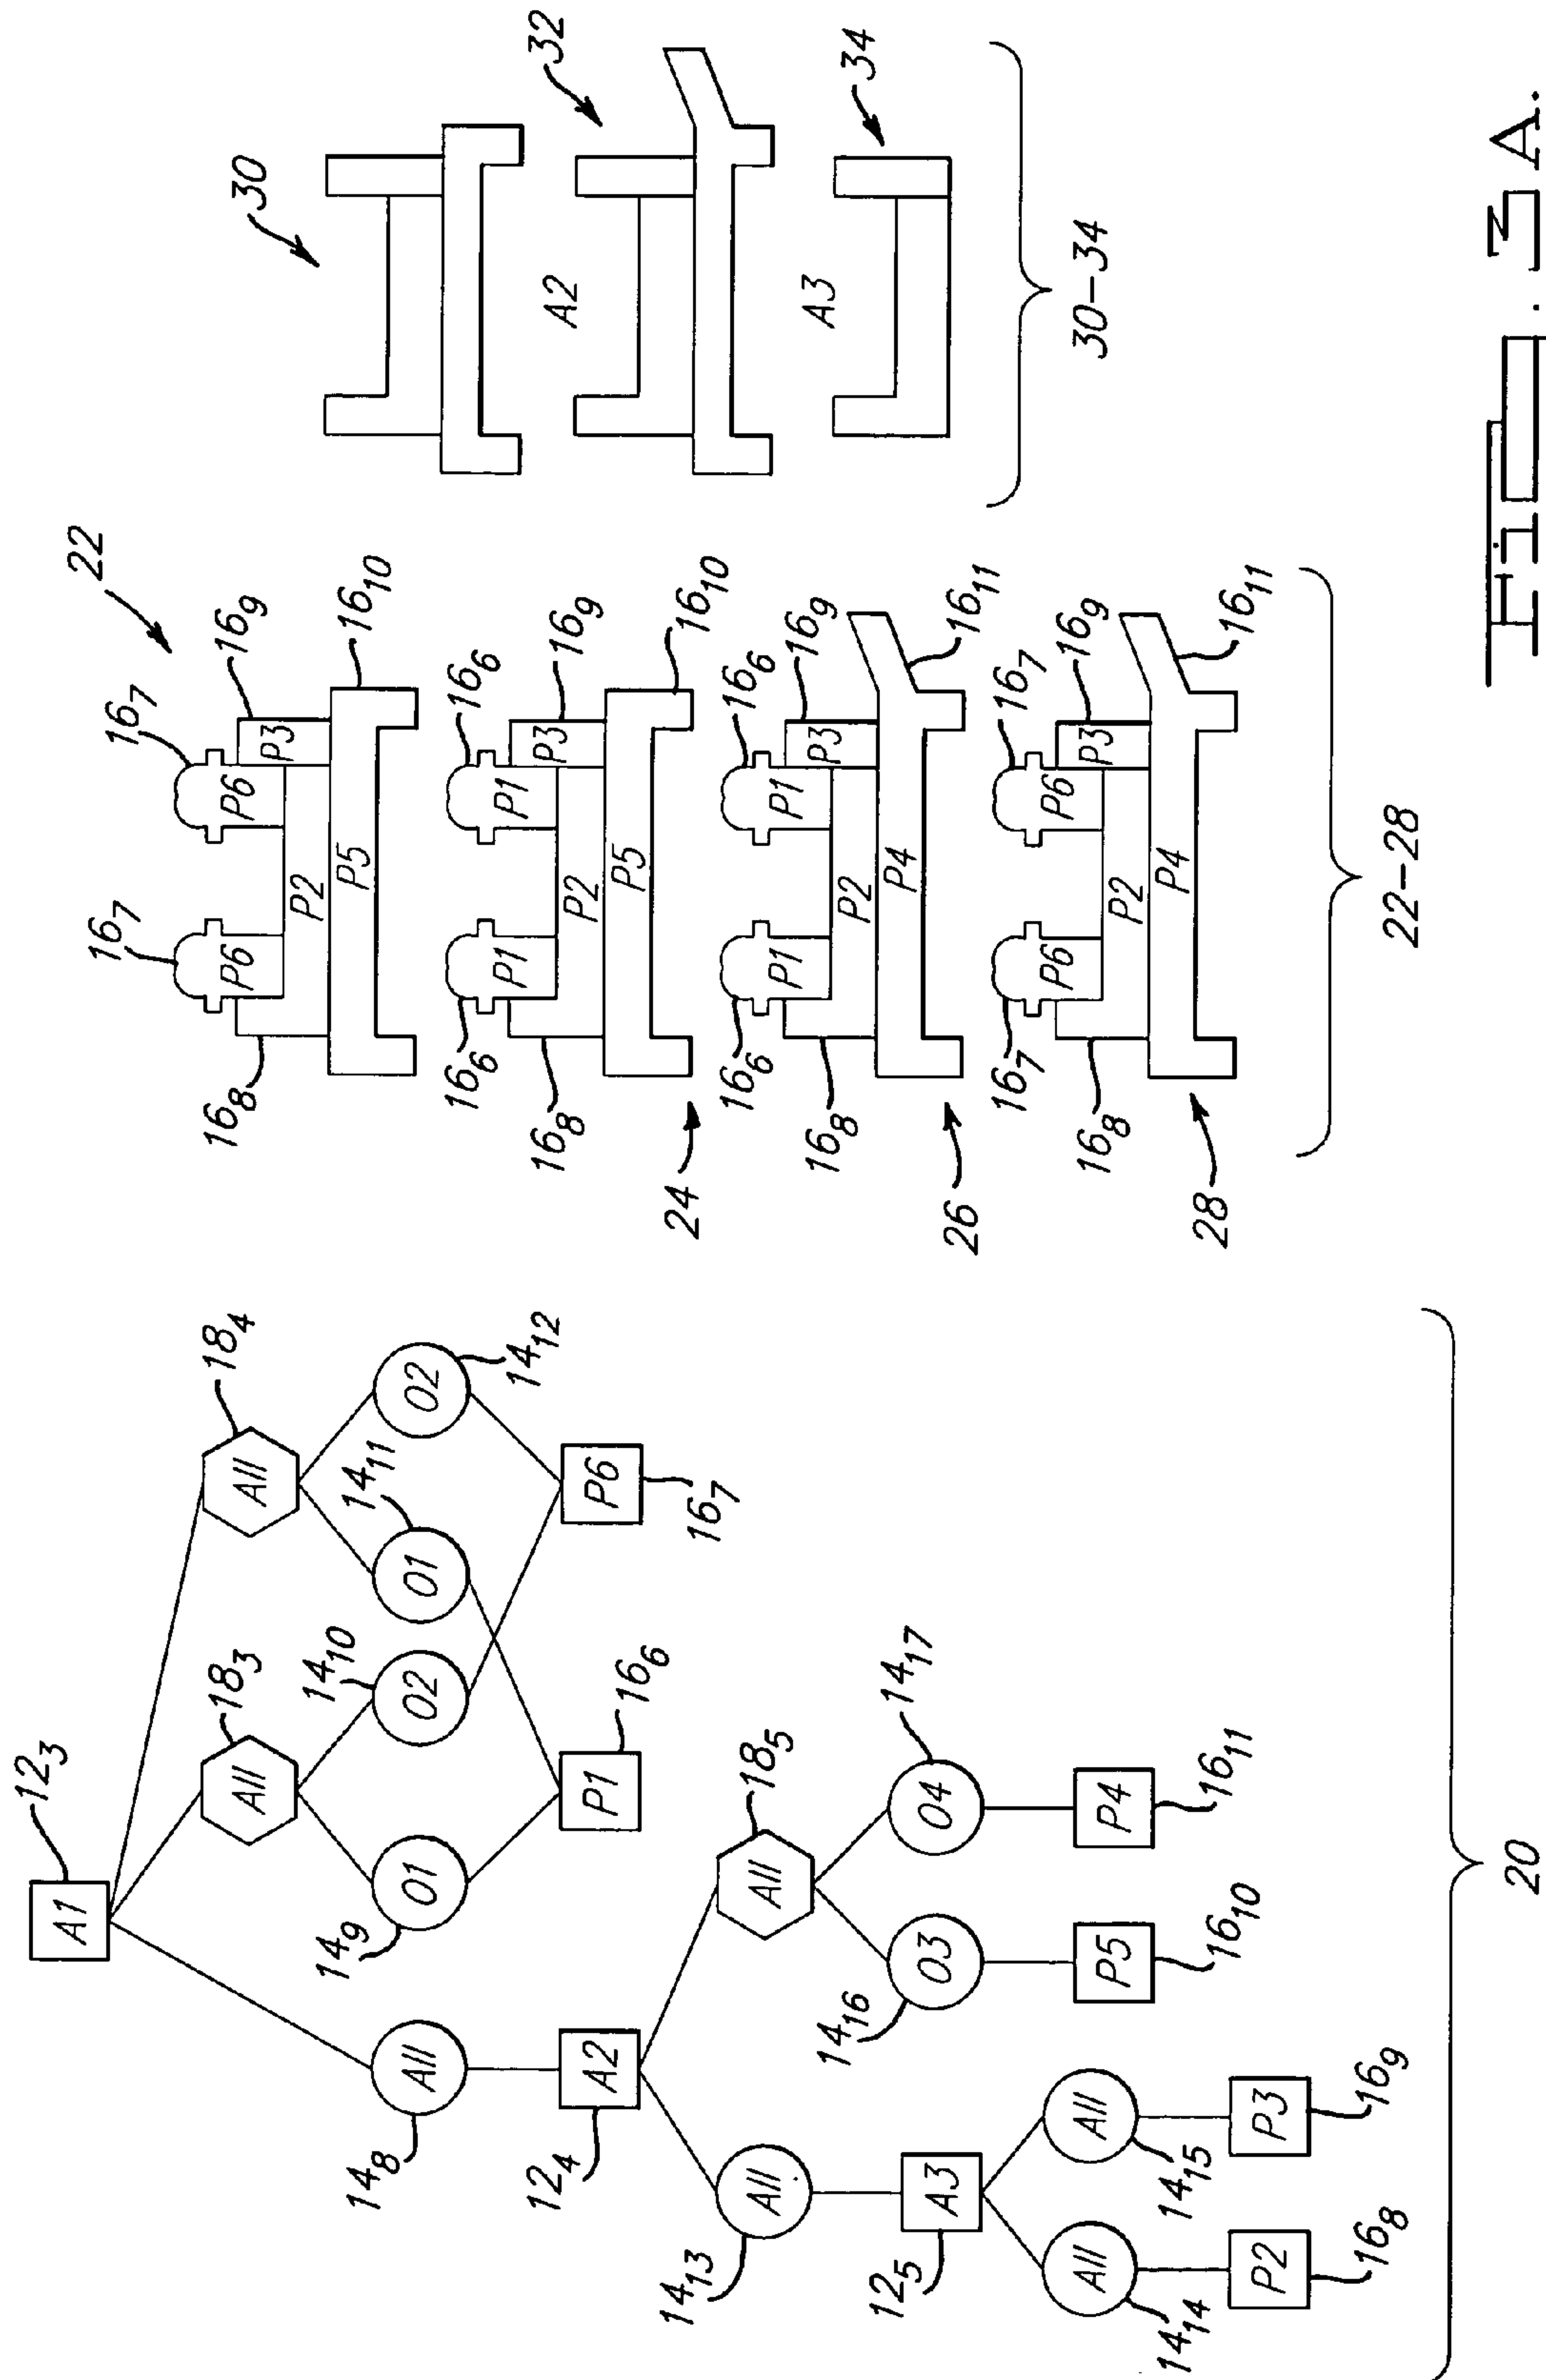 A1 12₃
All 18₃
All 18₄
14₈ All
14₉ O1
14₁₀ O2
14₁₁ O1
O2 14₁₂
12₄ A2
P1 16₆
P6 16₇
14₁₃ All
All 18₅
12₅ A3
14₁₆ O3
O4 14₁₇
All 14₁₄
All 14₁₅
P5 16₁₀
P4 16₁₁
P2 16₈
P3 16₉
20
22
16₇ 16₇
16₈ P6 P6 P3 16₉
P2
P5 16₁₀
16₆ P1 P1 16₆
16₈ P3 16₉
P2
P5 16₁₀
24
16₆ P1 P1 16₆
16₈ P3 16₉
P2
P4 16₁₁
26
16₇ P6 P6 16₇
16₈ P3 16₉
P2
P4 16₁₁
28
22-28
30
A2 32
A3 34
30-34
Fig. 3A.